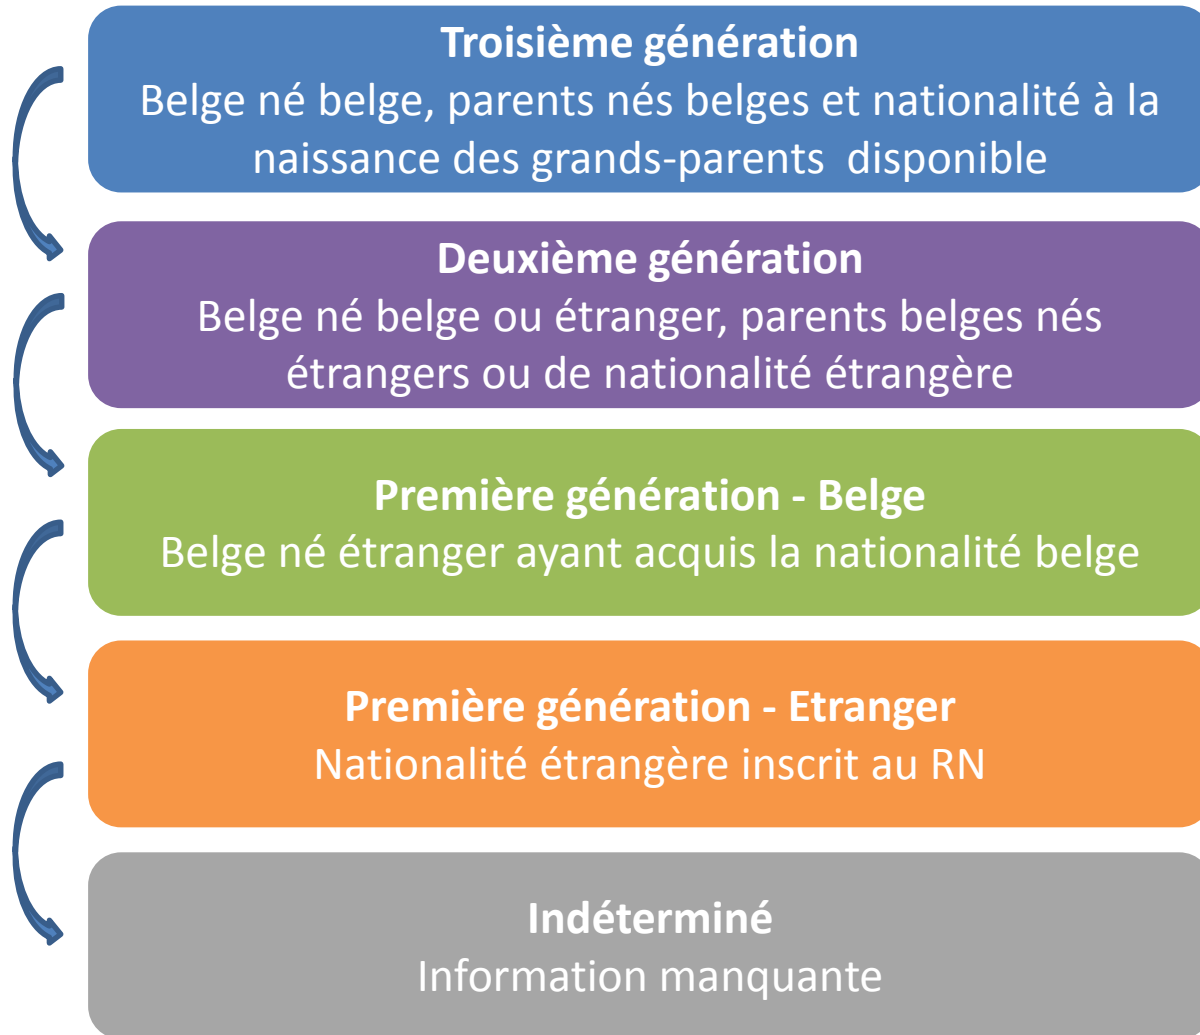 Troisième génération
Belge né belge, parents nés belges et nationalité à la
naissance des grands-parents disponible
Deuxième génération
Belge né belge ou étranger, parents belges nés
étrangers ou de nationalité étrangère
Première génération - Belge
Belge né étranger ayant acquis la nationalité belge
Première génération - Etranger
Nationalité étrangère inscrit au RN
Indéterminé
Information manquante